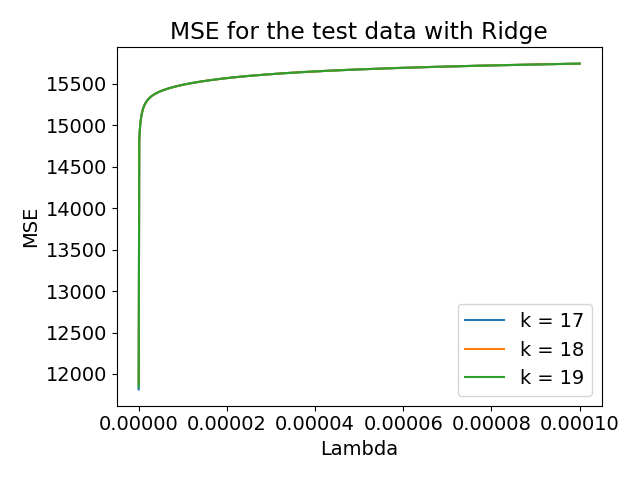 MSE for the test data with Ridge
15500
15000
14500
14000
13500
13000
12500
12000
MSE
k = 17
k = 18
k = 19
0.00000 0.00002 0.00004 0.00006 0.00008 0.00010
Lambda